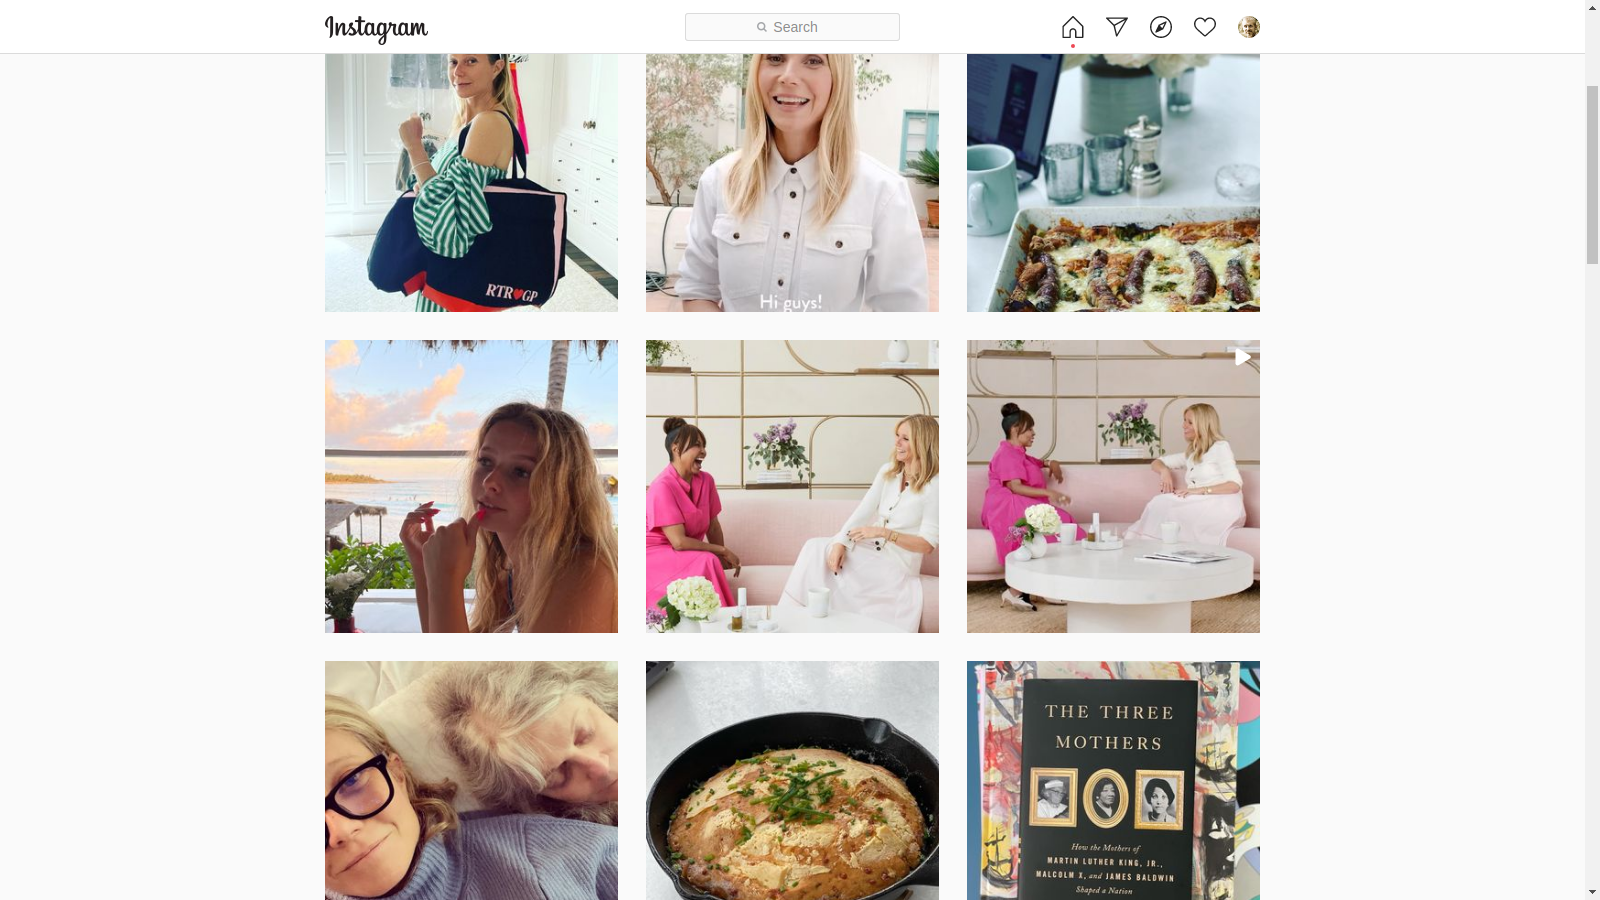 Instagram
Search
RTR♥GP
Hi guys!
THE THREE
MOTHERS
How the Mothers of
MARTIN LUTHER KING, JR.,
MALCOLM X, and JAMES BALDWIN
Shaped a Nation